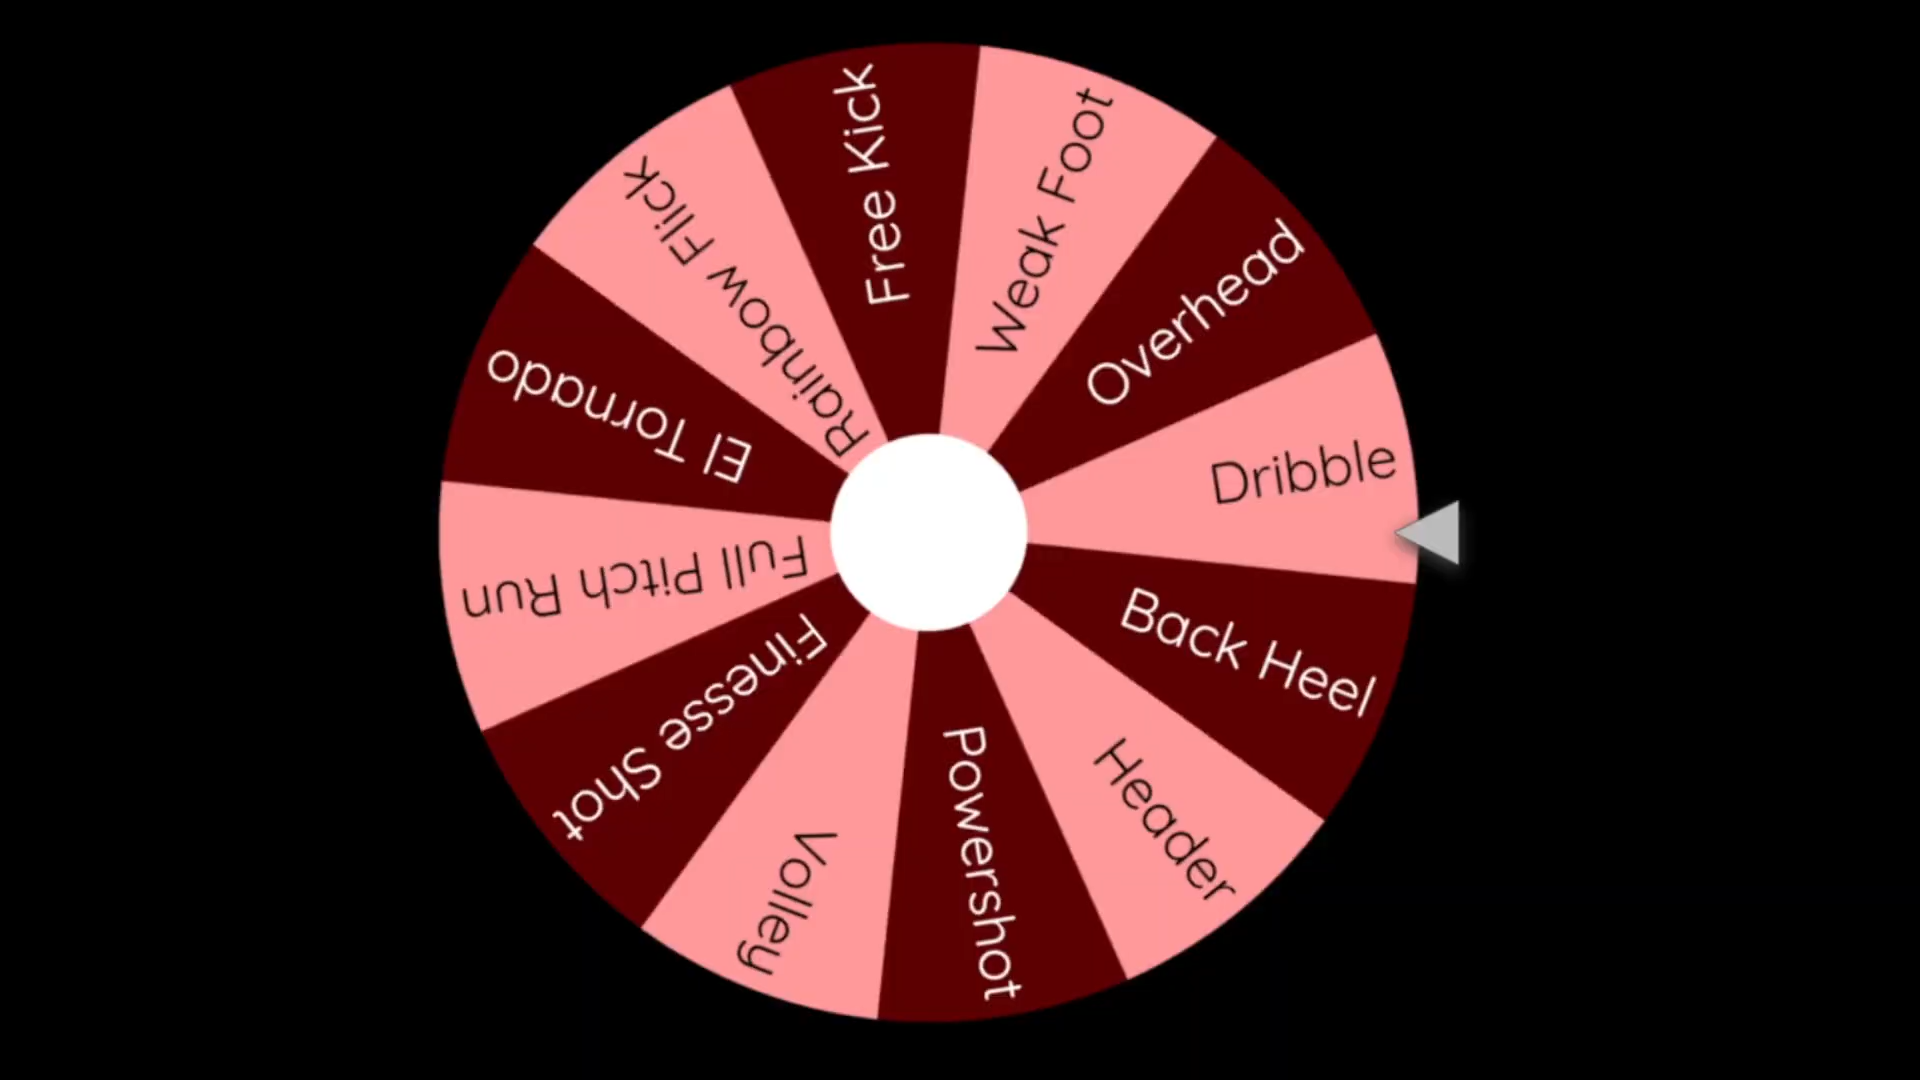 Free Kick
Weak Foot
Overhead
Dribble
Back Heel
Header
Powershot
Volley
Finesse Shot
Full Pitch Run
El Tornado
Rainbow Flick